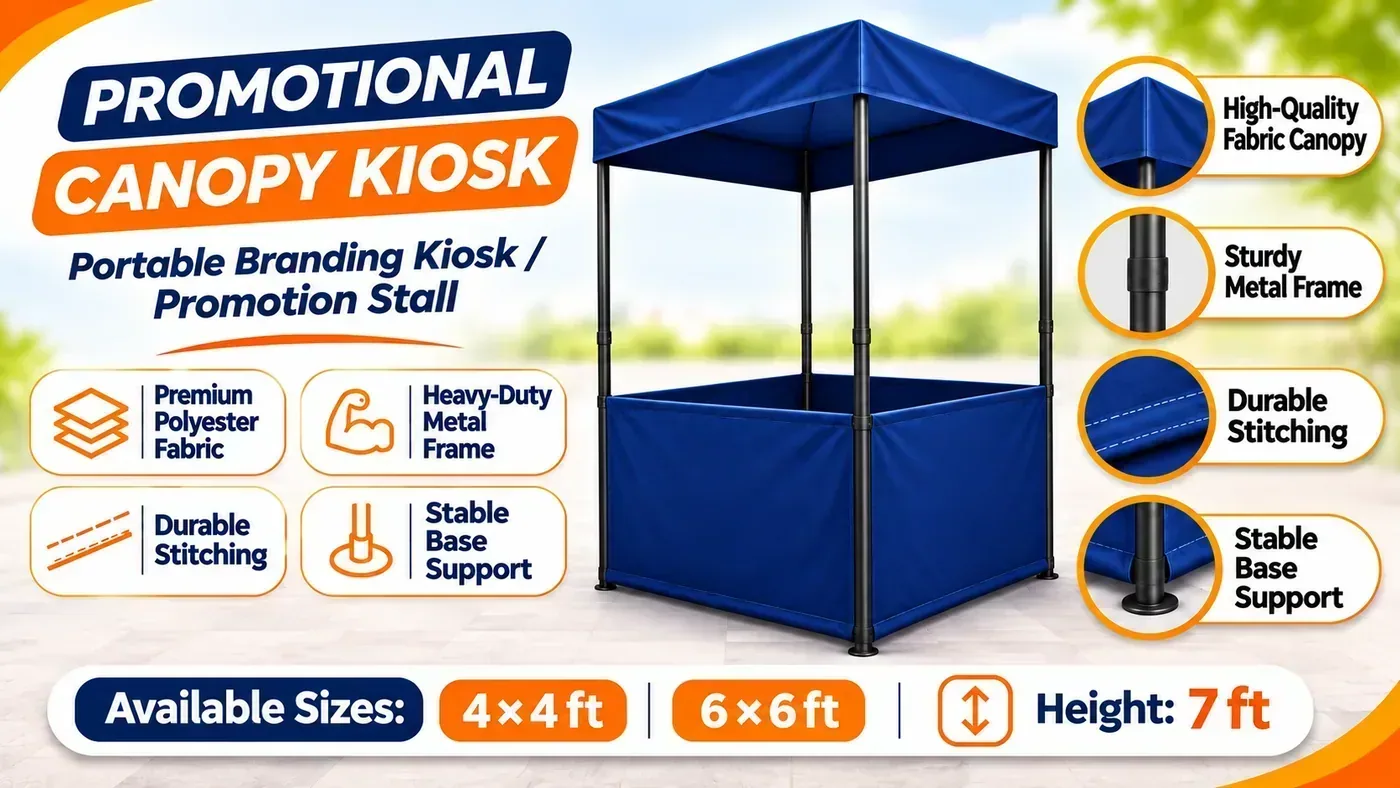 PROMOTIONAL
CANOPY KIOSK
Portable Branding Kiosk /
Promotion Stall
Premium
Polyester
Fabric
Heavy-Duty
Metal
Frame
Durable
Stitching
Stable
Base
Support
High-Quality
Fabric Canopy
Sturdy
Metal Frame
Durable
Stitching
Stable
Base
Support
Available Sizes: 4×4 ft 6×6 ft Height: 7 ft